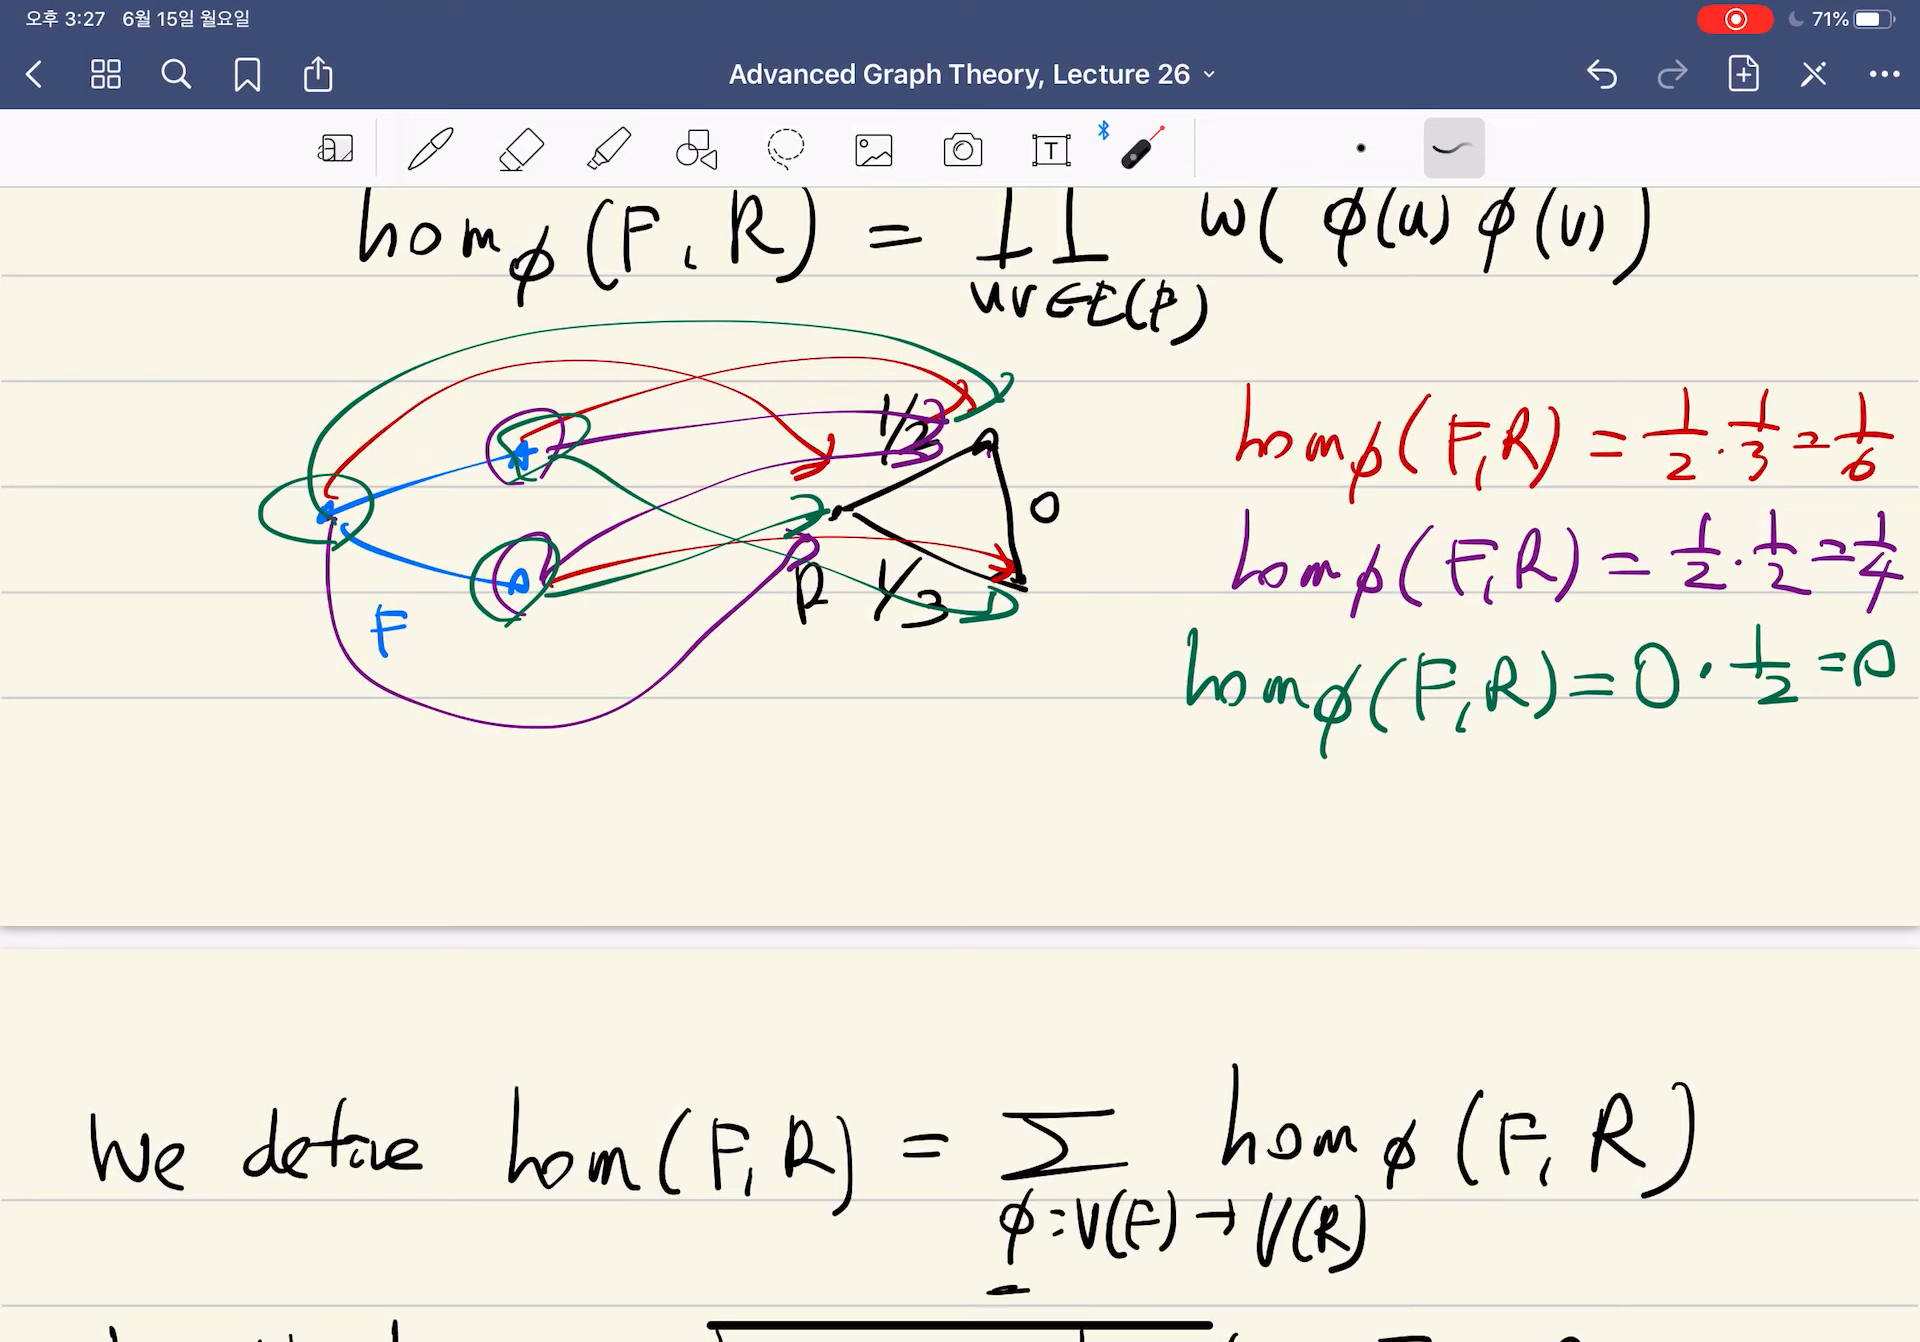 오후 3:27 6월 15일 월요일 71%
Advanced Graph Theory, Lecture 26
hom_ϕ (F, R) = ∏ w( ϕ(u) ϕ(v) )
uv∈E(F)
1/2
0
R 1/3
F
hom_ϕ (F, R) = 1/2 · 1/3 = 1/6
hom_ϕ (F, R) = 1/2 · 1/2 = 1/4
hom_ϕ (F, R) = 0 · 1/2 = 0
We define hom(F, R) = Σ hom_ϕ (F, R)
ϕ : V(F) → V(R)